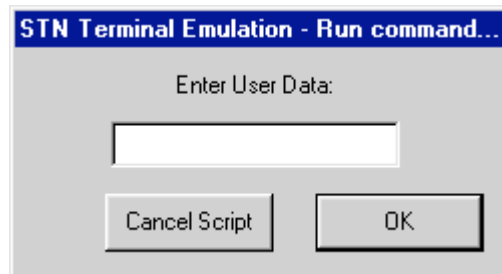 STN Terminal Emulation - Run command...
Enter User Data:
Cancel Script OK